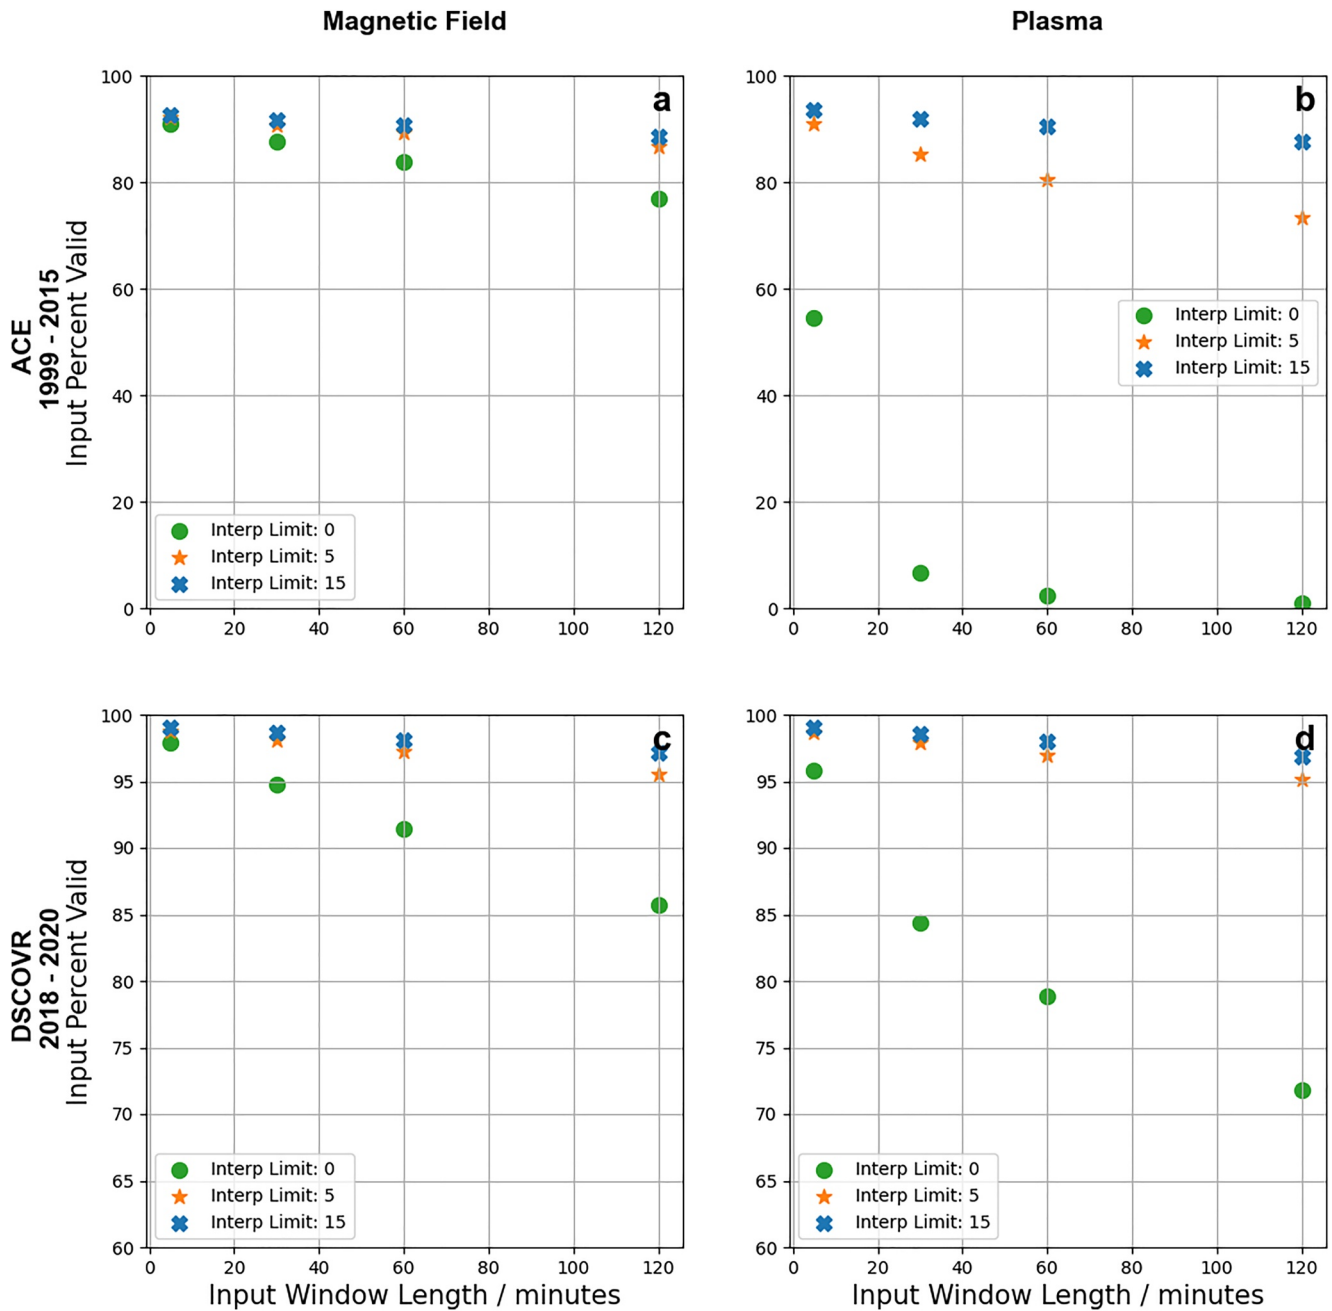 Magnetic Field
Plasma
ACE
1999 - 2015
Input Percent Valid
100
80
60
40
20
0
a
Interp Limit: 0
Interp Limit: 5
Interp Limit: 15
0 20 40 60 80 100 120
100
80
60
40
20
0
b
Interp Limit: 0
Interp Limit: 5
Interp Limit: 15
0 20 40 60 80 100 120
DSCOVR
2018 - 2020
Input Percent Valid
100
95
90
85
80
75
70
65
60
c
Interp Limit: 0
Interp Limit: 5
Interp Limit: 15
0 20 40 60 80 100 120
Input Window Length / minutes
100
95
90
85
80
75
70
65
60
d
Interp Limit: 0
Interp Limit: 5
Interp Limit: 15
0 20 40 60 80 100 120
Input Window Length / minutes